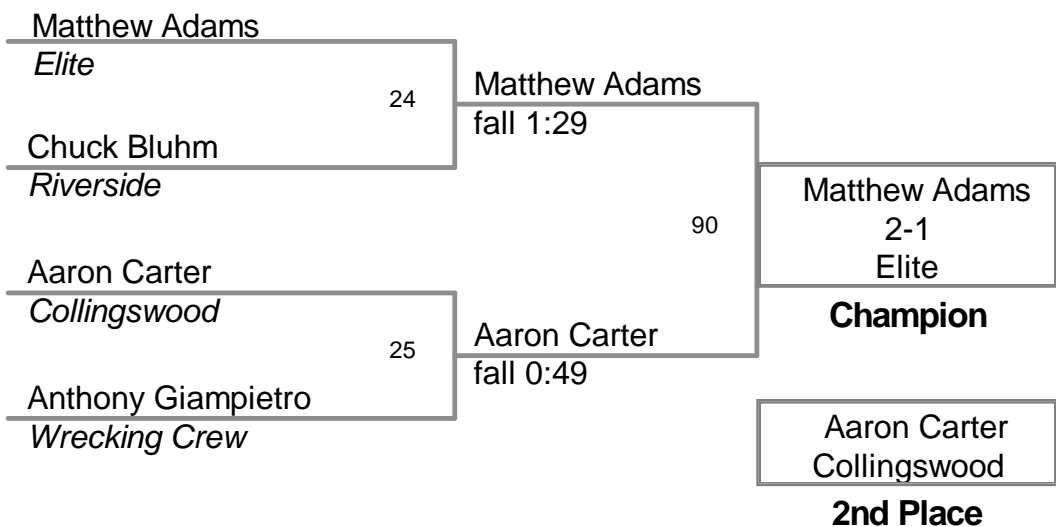 Matthew Adams
Elite
24
Chuck Bluhm
Riverside
Matthew Adams
fall 1:29
Aaron Carter
Collingswood
25
Anthony Giampietro
Wrecking Crew
Aaron Carter
fall 0:49
90
Matthew Adams
2-1
Elite
Champion
Aaron Carter
Collingswood
2nd Place